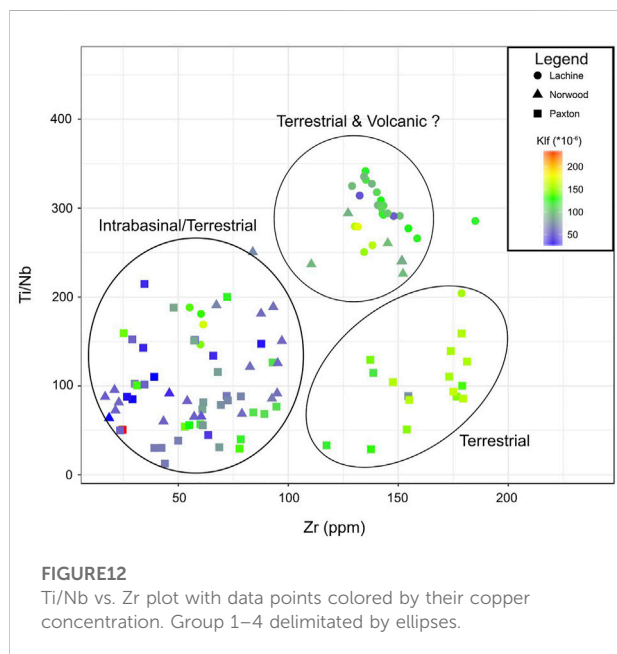 Legend
Lachine
Norwood
Paxton
Klf (*10⁻⁶)
200
150
100
50
Terrestrial & Volcanic ?
Intrabasinal/Terrestrial
Terrestrial
Ti/Nb
400
300
200
100
0
50
100
150
200
Zr (ppm)
FIGURE12
Ti/Nb vs. Zr plot with data points colored by their copper
concentration. Group 1–4 delimitated by ellipses.